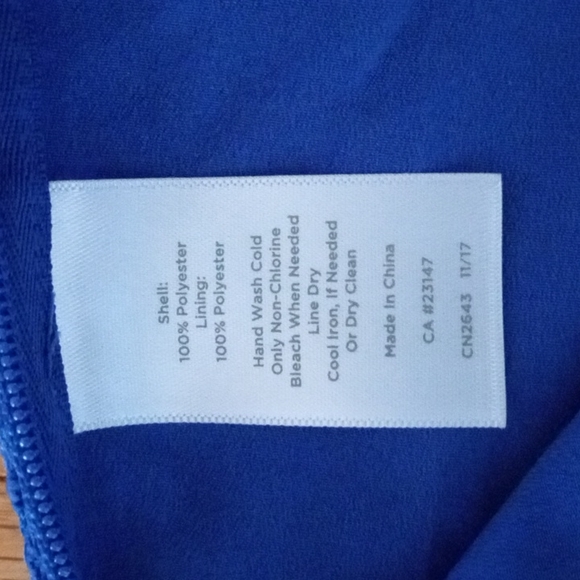 Shell:
100% Polyester
Lining:
100% Polyester
Hand Wash Cold
Only Non-Chlorine
Bleach When Needed
Line Dry
Cool Iron, If Needed
Or Dry Clean
Made In China
CA #23147
CN2643 11/17